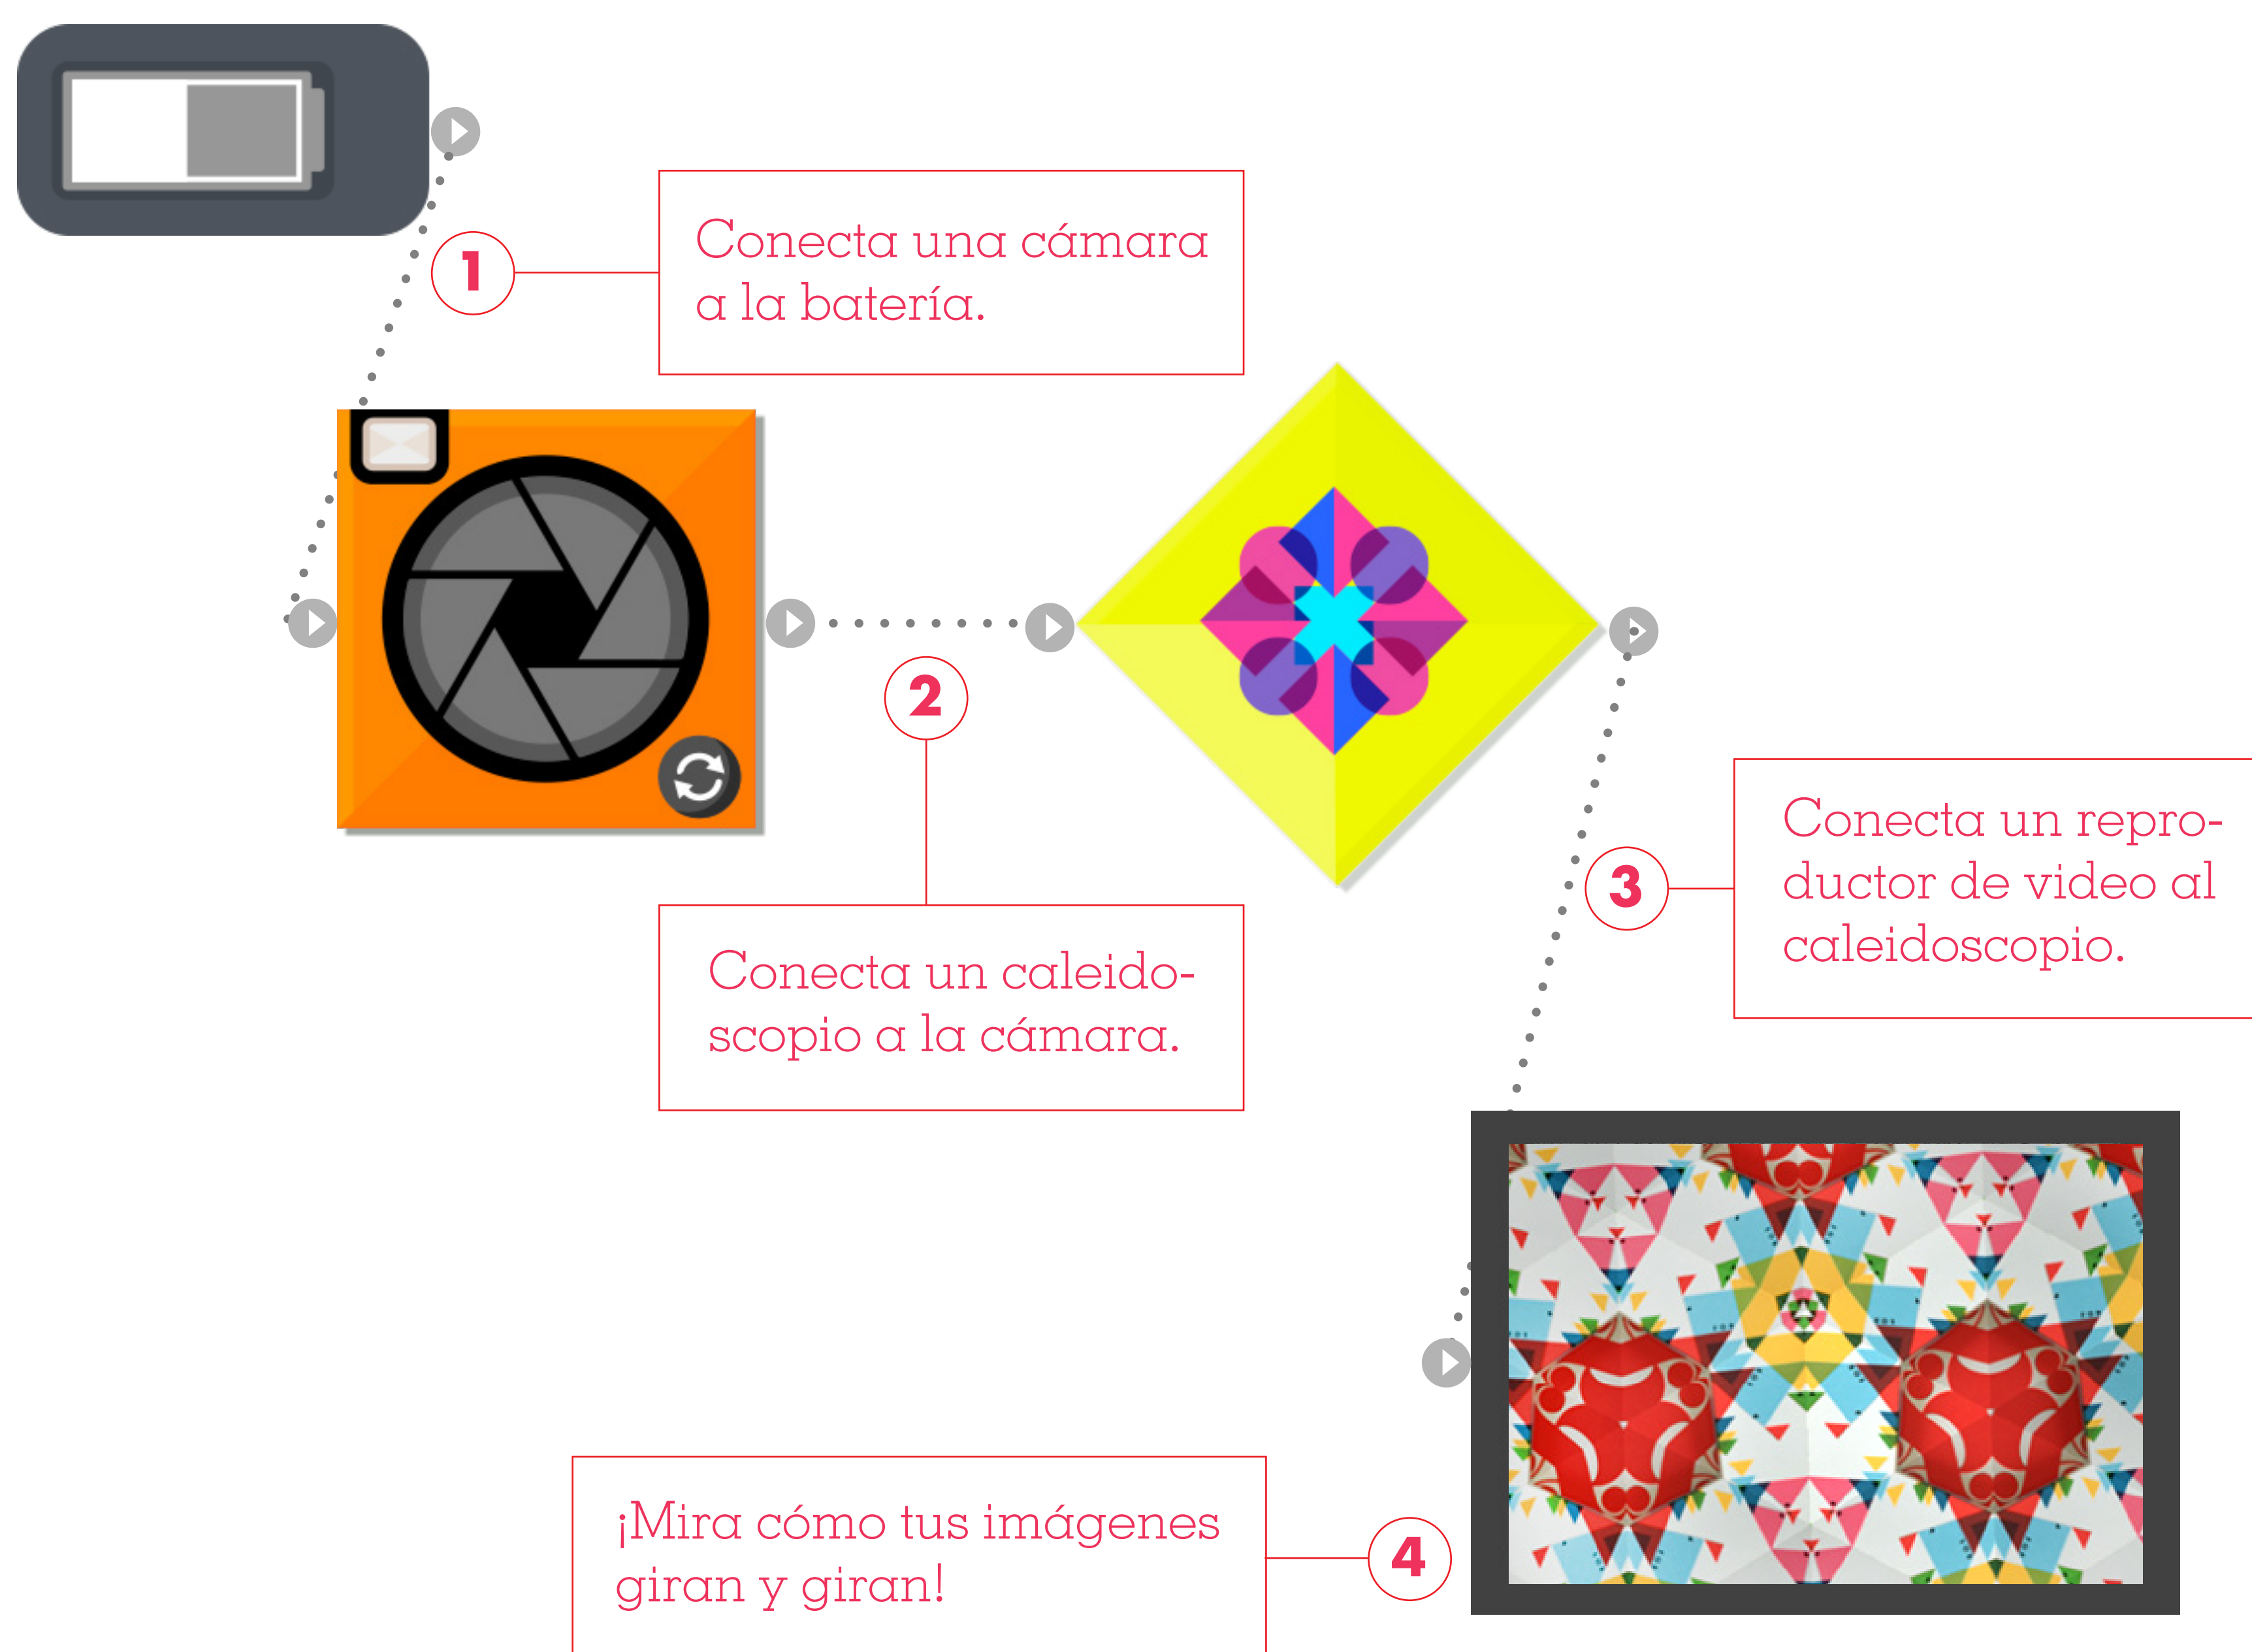 1
Conecta una cámara
a la batería.
2
Conecta un caleido-
scopio a la cámara.
3
Conecta un repro-
ductor de video al
caleidoscopio.
4
¡Mira cómo tus imágenes
giran y giran!